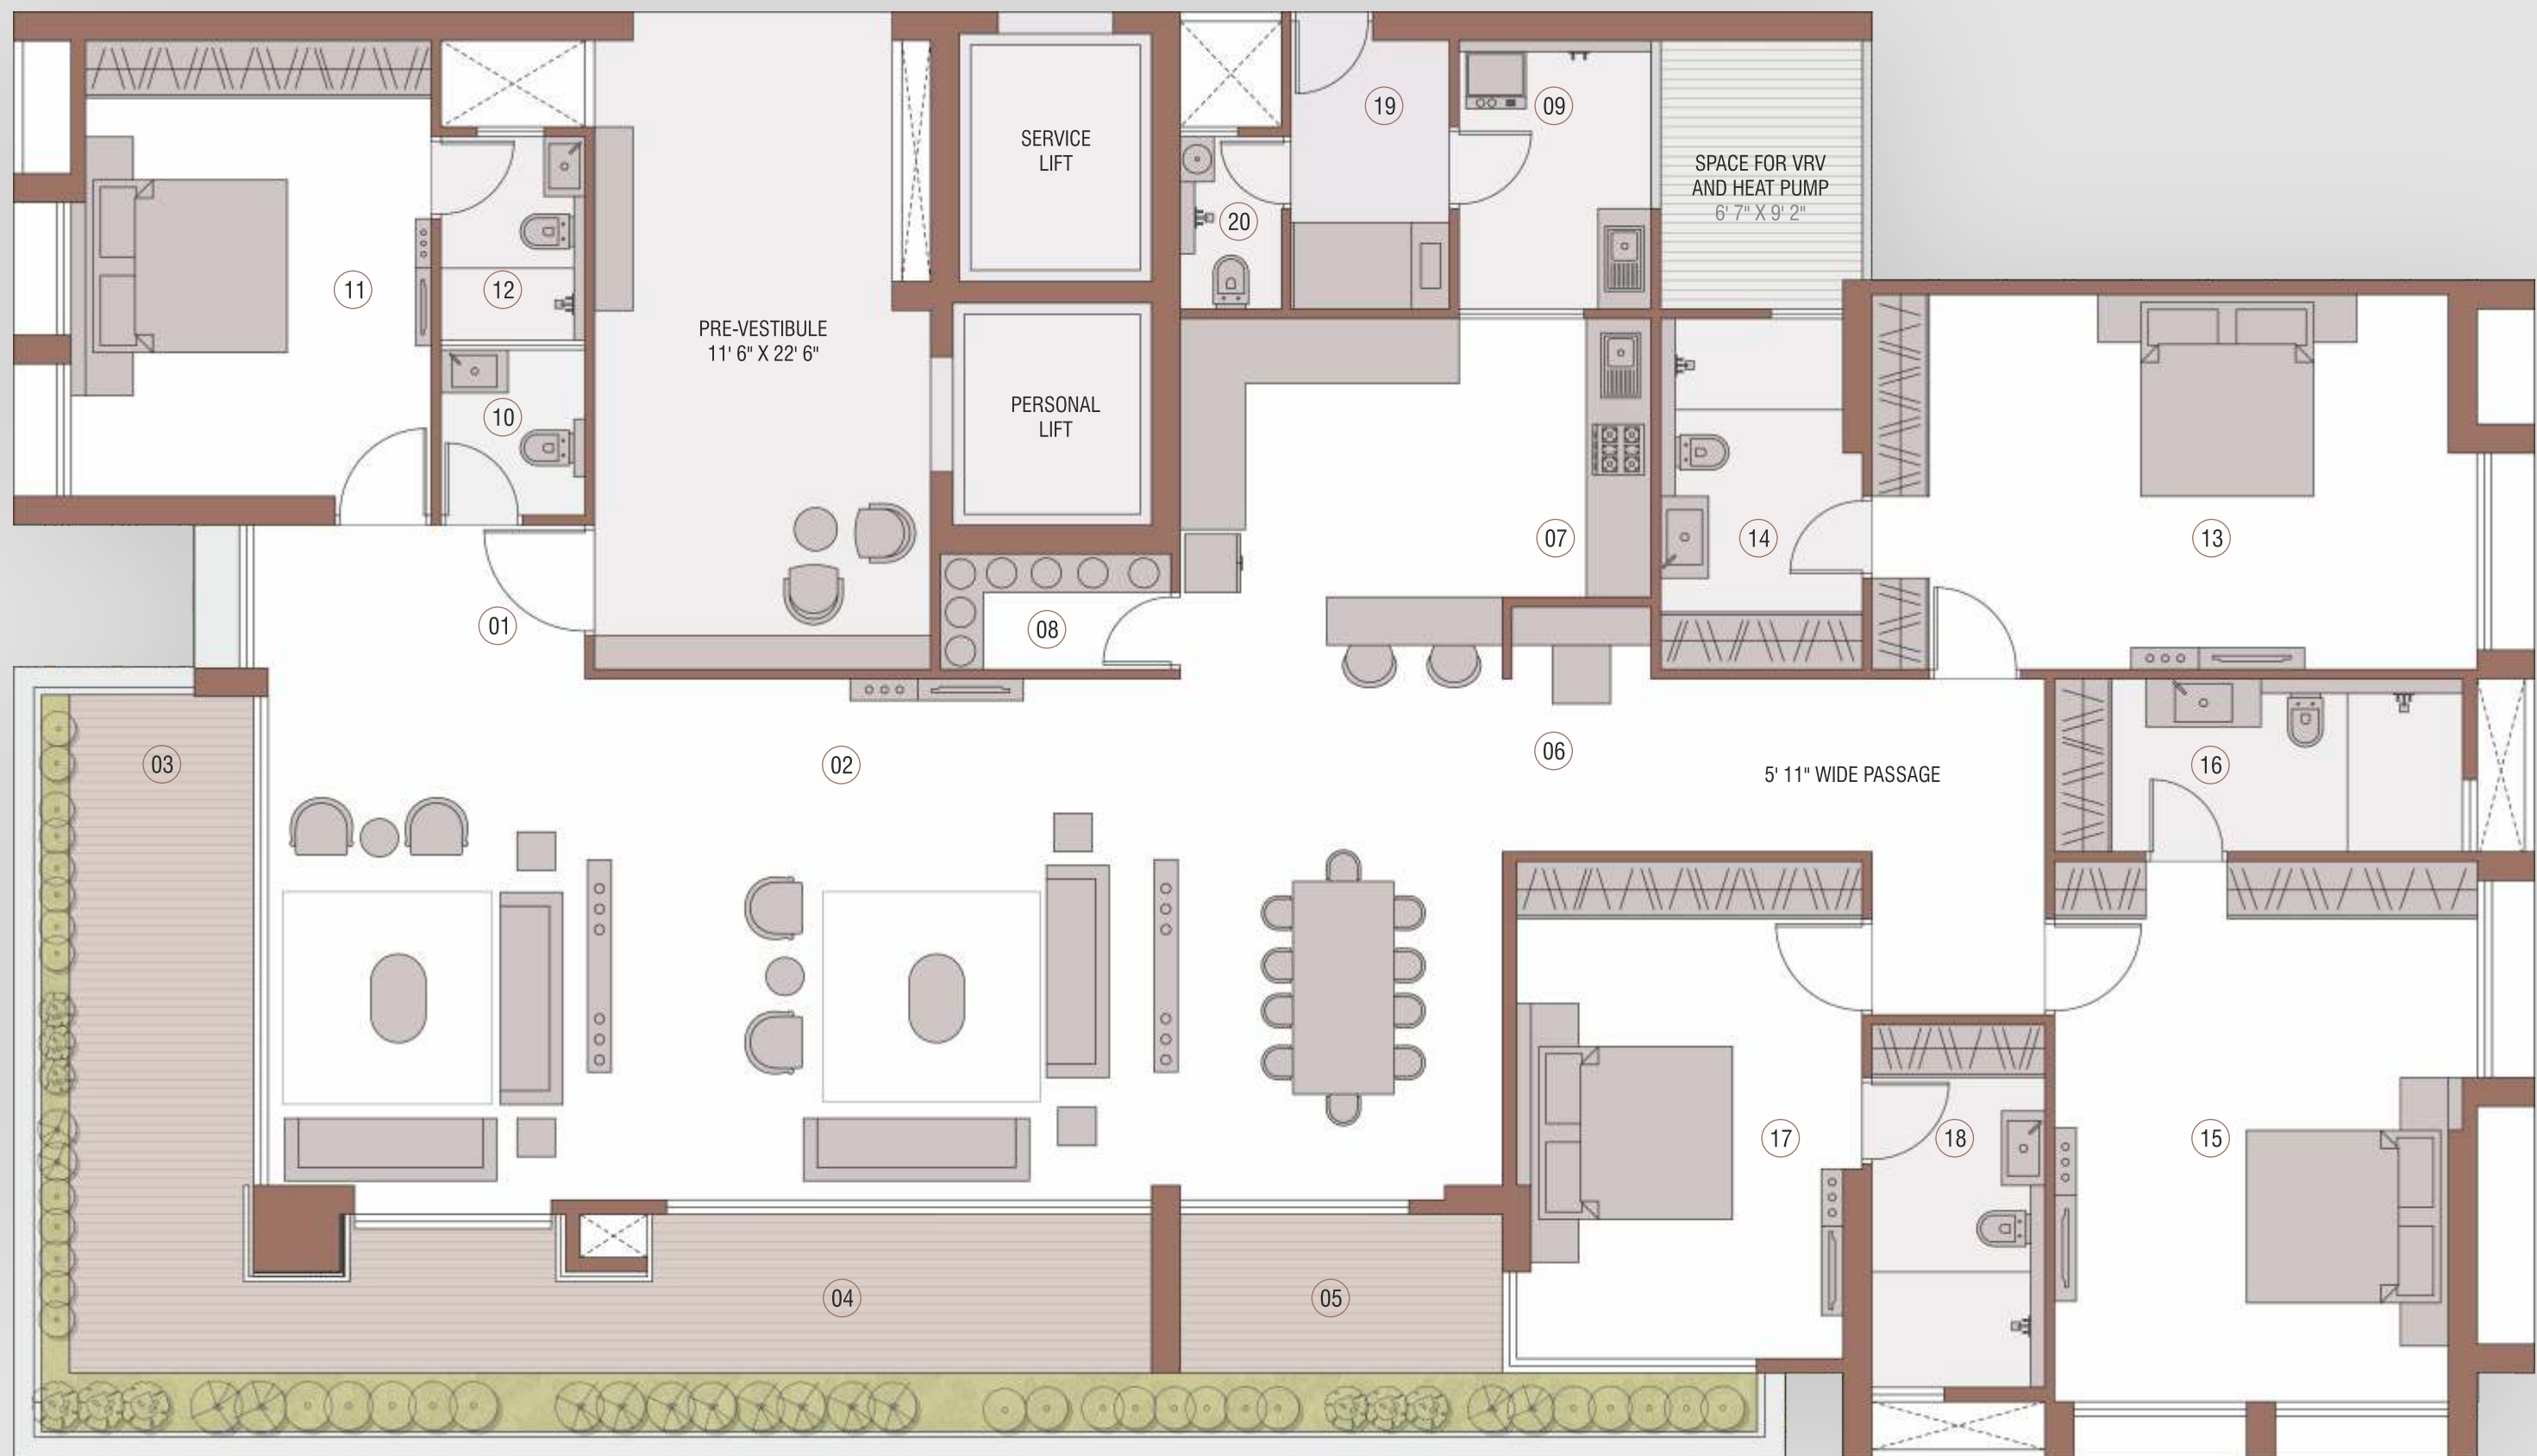 19
09
SERVICE
LIFT
SPACE FOR VRV
AND HEAT PUMP
6' 7" X 9' 2"
20
11
12
PRE-VESTIBULE
11' 6" X 22' 6"
PERSONAL
LIFT
10
07
14
13
01
08
03
02
06
5' 11" WIDE PASSAGE
16
17
18
15
04
05